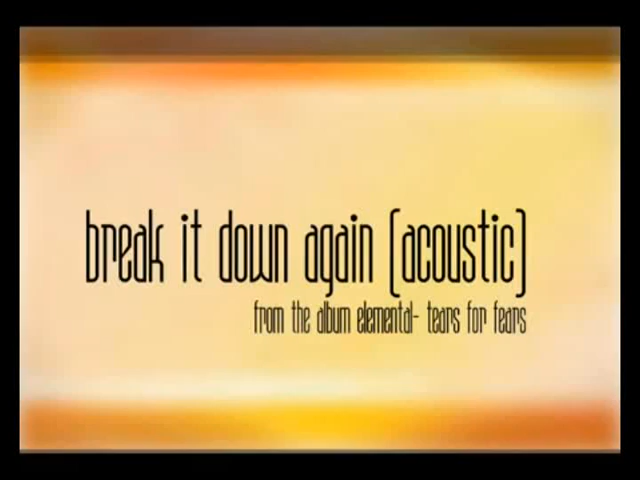 break it down again (acoustic)
from the album elemental- tears for fears